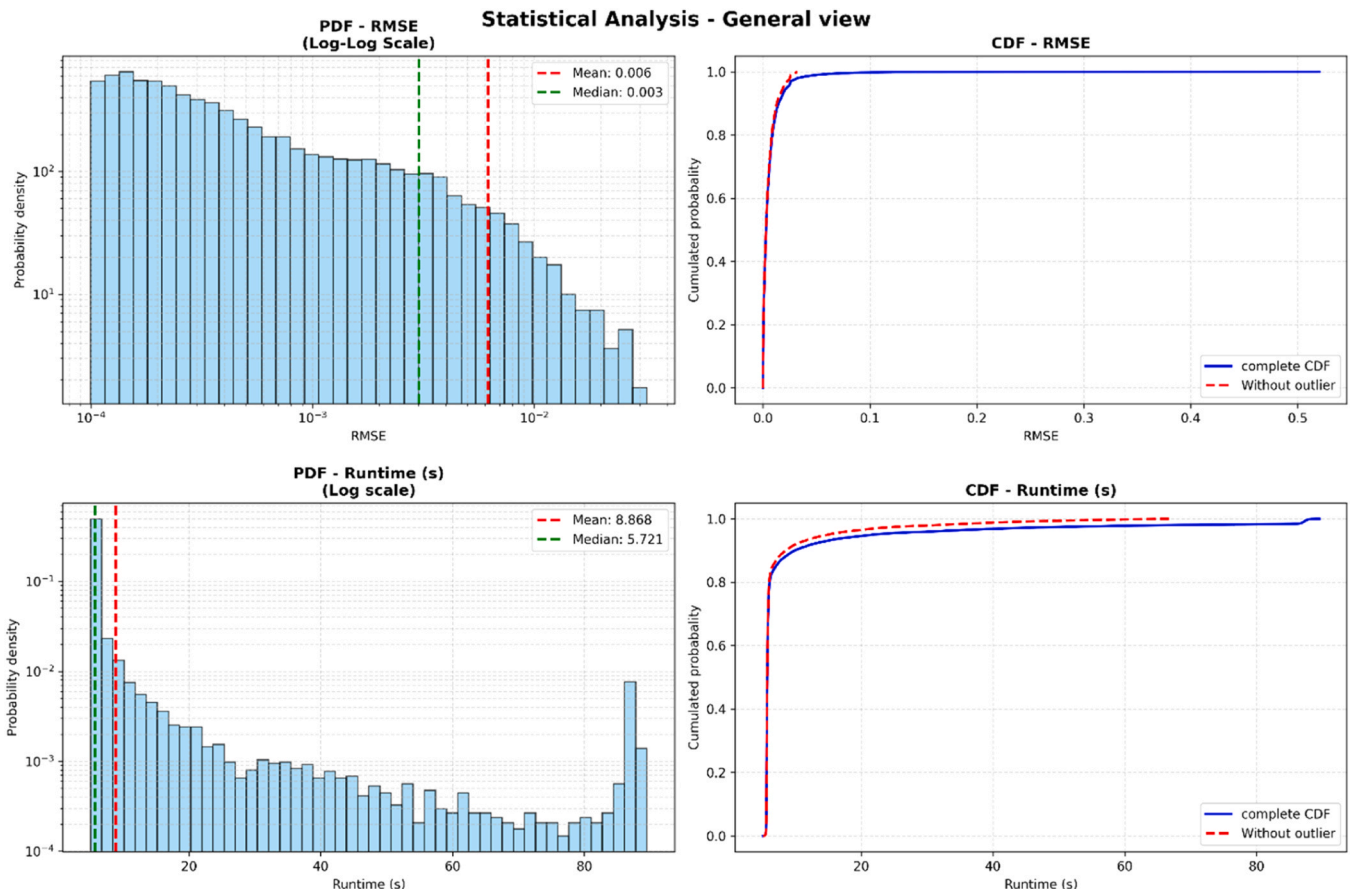 Statistical Analysis - General view
PDF - RMSE
(Log-Log Scale)
Mean: 0.006
Median: 0.003
Probability density
10²
10¹
10⁻⁴
10⁻³
10⁻²
RMSE
CDF - RMSE
Cumulated probability
1.0
0.8
0.6
0.4
0.2
0.0
complete CDF
Without outlier
0.0
0.1
0.2
0.3
0.4
0.5
RMSE
PDF - Runtime (s)
(Log scale)
Mean: 8.868
Median: 5.721
Probability density
10⁻¹
10⁻²
10⁻³
10⁻⁴
20
40
60
80
Runtime (s)
CDF - Runtime (s)
Cumulated probality
1.0
0.8
0.6
0.4
0.2
0.0
complete CDF
Without outlier
20
40
60
80
Runtime (s)